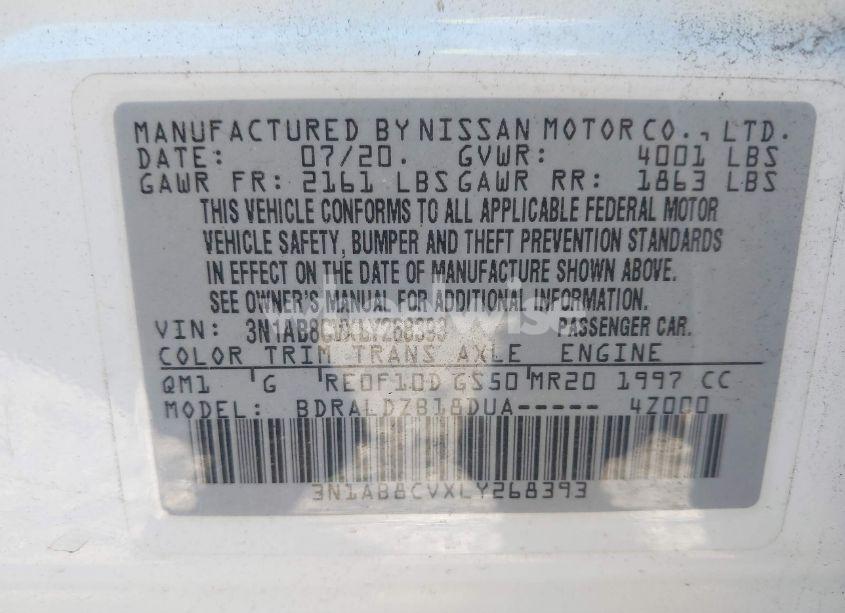 MANUFACTURED BY NISSAN MOTOR CO., LTD.
DATE: 07/20. GVWR: 4001 LBS
GAWR FR: 2161 LBS GAWR RR: 1863 LBS
THIS VEHICLE CONFORMS TO ALL APPLICABLE FEDERAL MOTOR
VEHICLE SAFETY, BUMPER AND THEFT PREVENTION STANDARDS
IN EFFECT ON THE DATE OF MANUFACTURE SHOWN ABOVE.
SEE OWNER'S MANUAL FOR ADDITIONAL INFORMATION.
VIN: 3N1AB8CVXLY268393 PASSENGER CAR.
COLOR TRIM TRANS AXLE ENGINE
QM1 G RE0F10D GS50 MR20 1997 CC
MODEL: BDRALDZB18DUA----- 4Z000
3N1AB8CVXLY268393